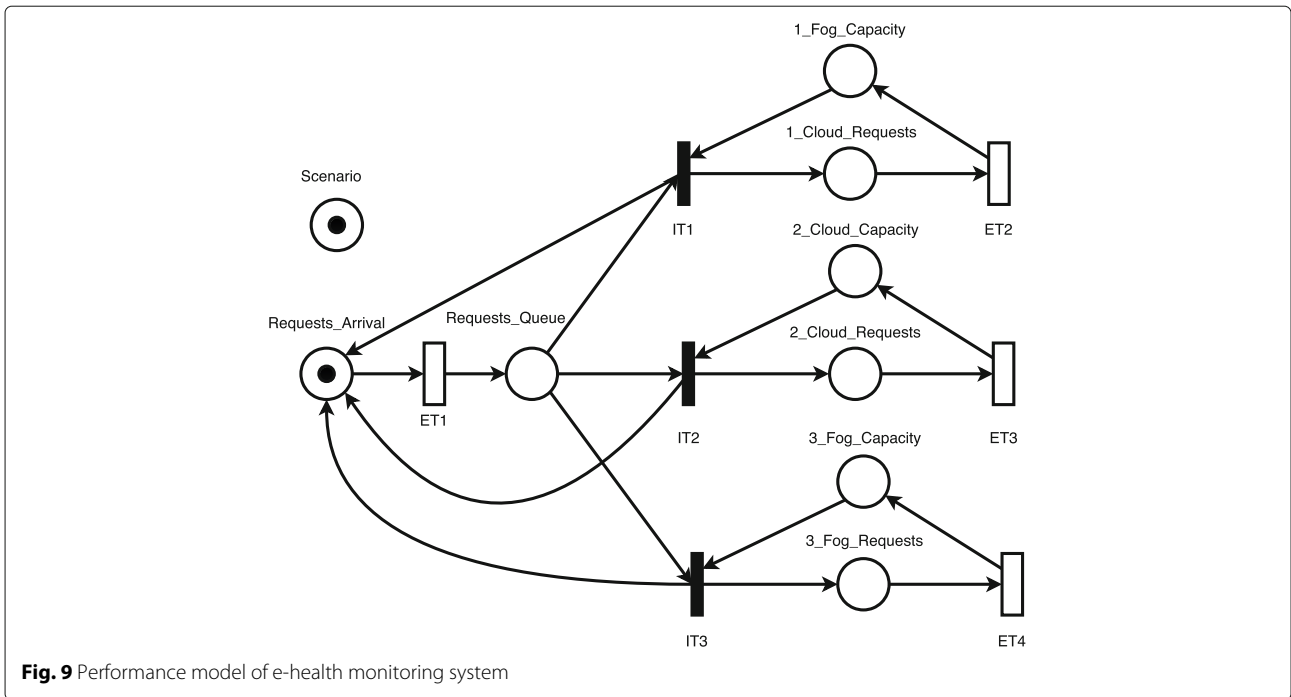 1_Fog_Capacity
1_Cloud_Requests
Scenario
IT1
2_Cloud_Capacity
ET2
Requests_Arrival
Requests_Queue
2_Cloud_Requests
ET1
IT2
3_Fog_Capacity
ET3
3_Fog_Requests
IT3
ET4
Fig. 9 Performance model of e-health monitoring system